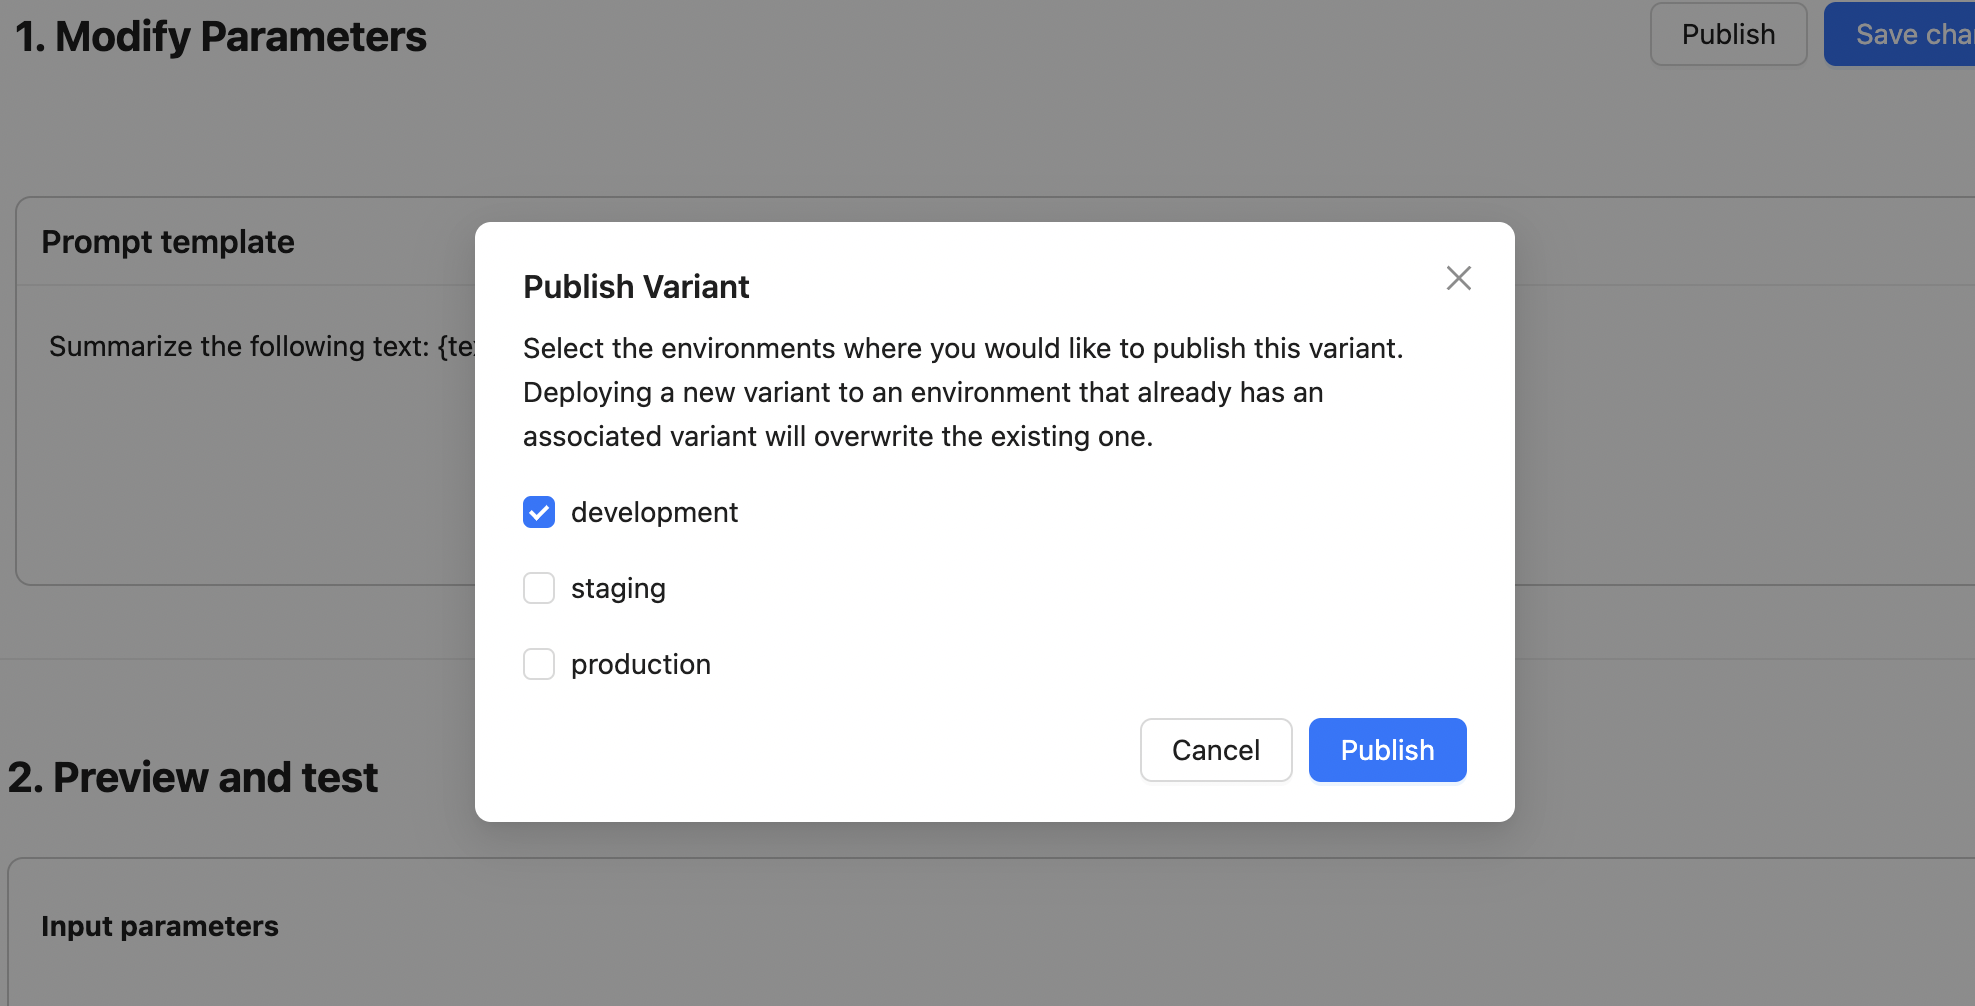 1. Modify Parameters
Publish
Save cha
Prompt template
Summarize the following text: {te
Publish Variant
Select the environments where you would like to publish this variant.
Deploying a new variant to an environment that already has an
associated variant will overwrite the existing one.
development
staging
production
Cancel
Publish
2. Preview and test
Input parameters